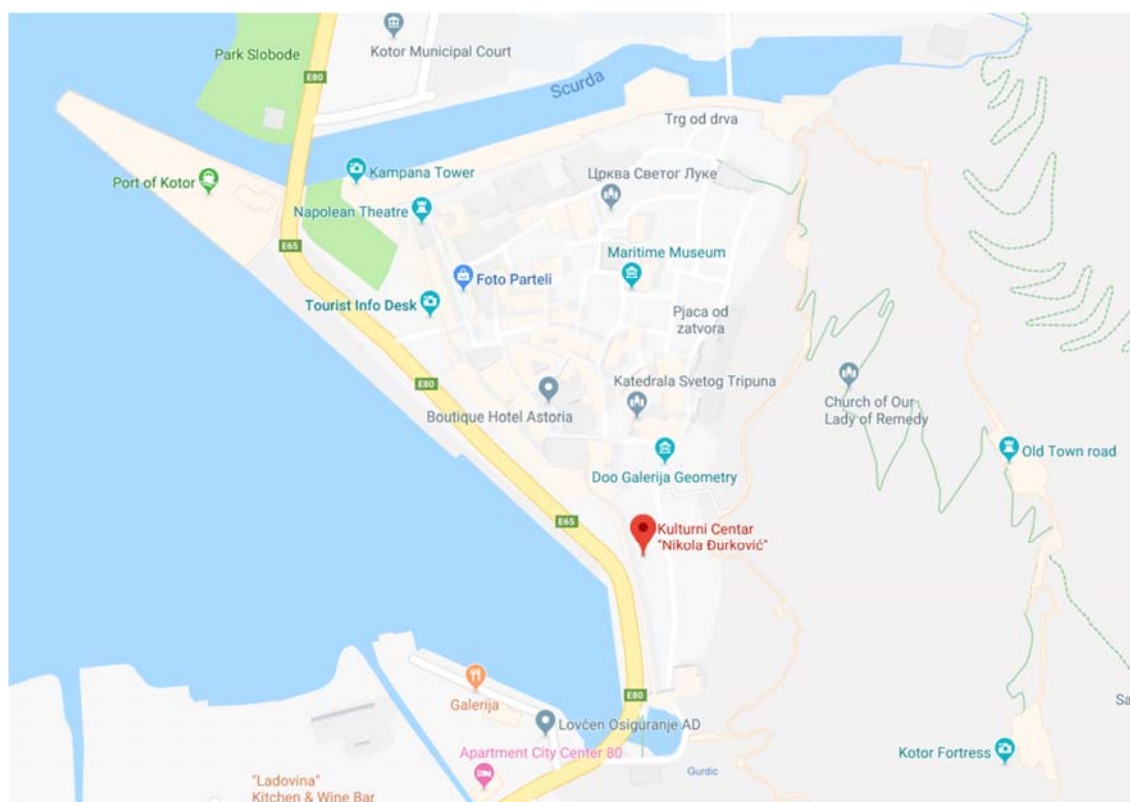 Park Slobode
Kotor Municipal Court
E80
Scurda
Trg od drva
Kampana Tower
Црква Светог Луке
Port of Kotor
Napolean Theatre
E65
Maritime Museum
Foto Parteli
Tourist Info Desk
Pjaca od
zatvora
E80
Katedrala Svetog Tripuna
Church of Our
Lady of Remedy
Boutique Hotel Astoria
Old Town road
Doo Galerija Geometry
E65
Kulturni Centar
"Nikola Đurković"
E80
Sa
Galerija
Lovćen Osiguranje AD
Apartment City Center 80
Kotor Fortress
Gurdic
"Ladovina"
Kitchen & Wine Bar